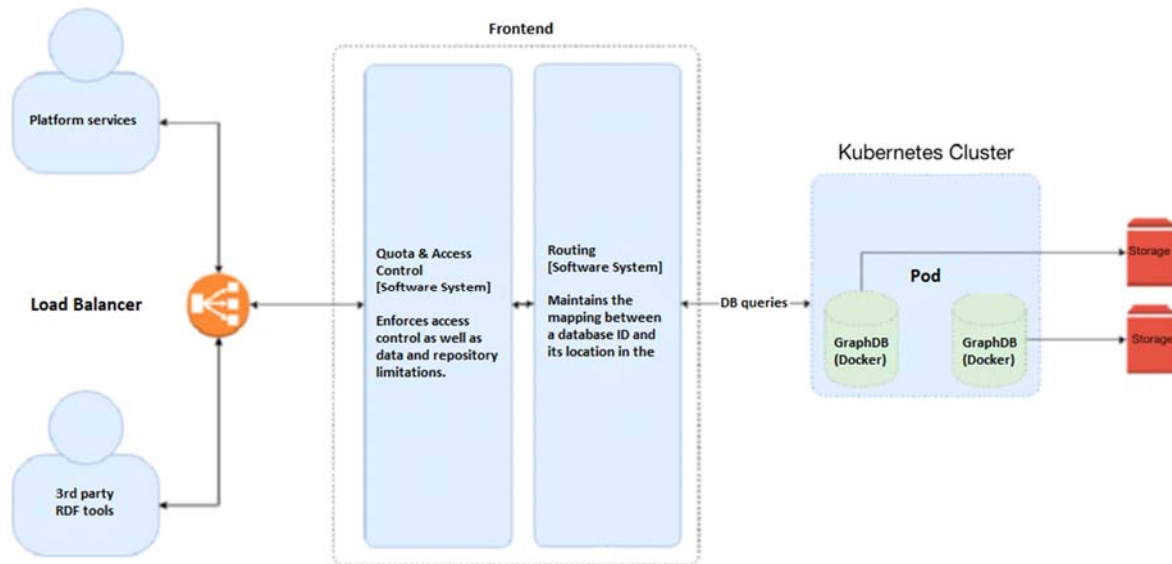 Frontend
Platform services
Kubernetes Cluster
Quota & Access
Control
[Software System]
Enforces access
control as well as
data and repository
limitations.
Routing
[Software System]
Maintains the
mapping between
a database ID and
its location in the
Load Balancer
DB queries
Pod
GraphDB
(Docker)
GraphDB
(Docker)
Storage
Storage
3rd party
RDF tools